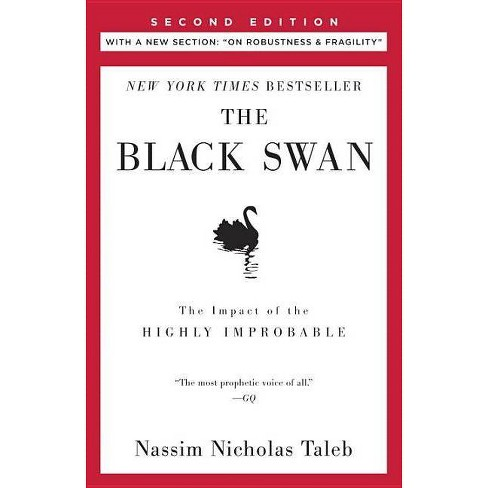 SECOND EDITION
WITH A NEW SECTION: "ON ROBUSTNESS & FRAGILITY"
NEW YORK TIMES BESTSELLER
THE
BLACK SWAN
The Impact of the
HIGHLY IMPROBABLE
"The most prophetic voice of all."
—GQ
Nassim Nicholas Taleb